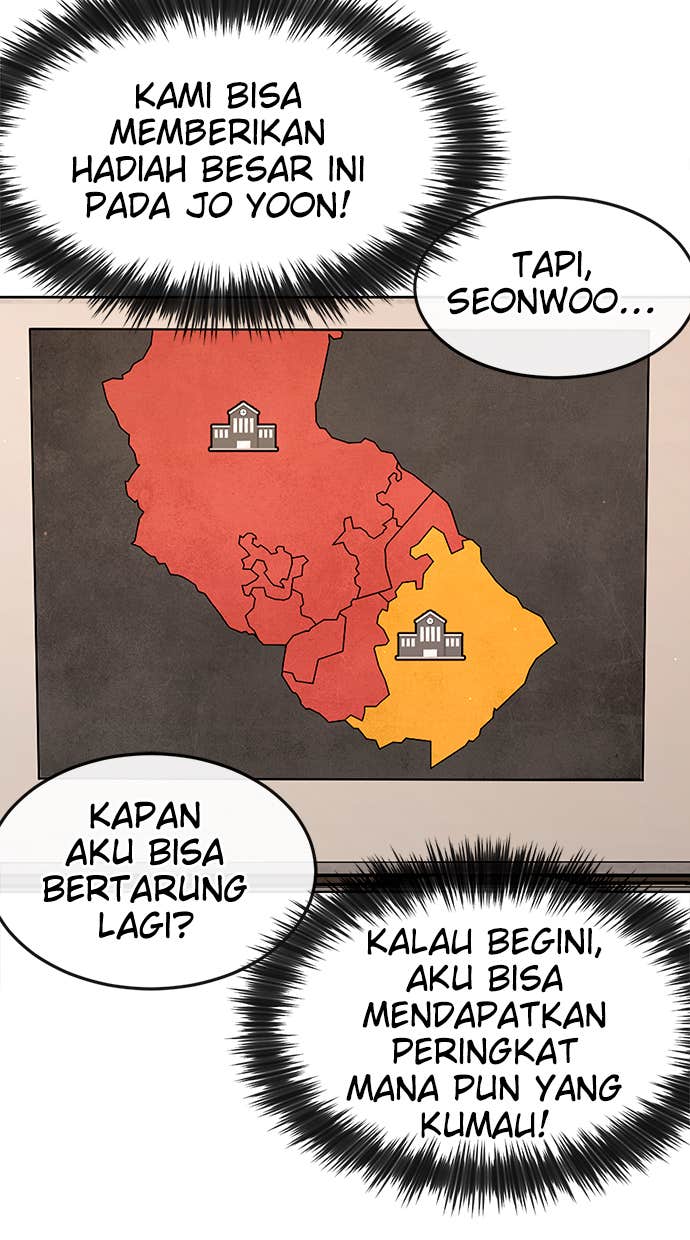 KAMI BISA
MEMBERIKAN
HADIAH BESAR INI
PADA JO YOON!
TAPI,
SEONWOO...
KAPAN
AKU BISA
BERTARUNG
LAGI?
KALAU BEGINI,
AKU BISA
MENDAPATKAN
PERINGKAT
MANA PUN YANG
KUMAU!